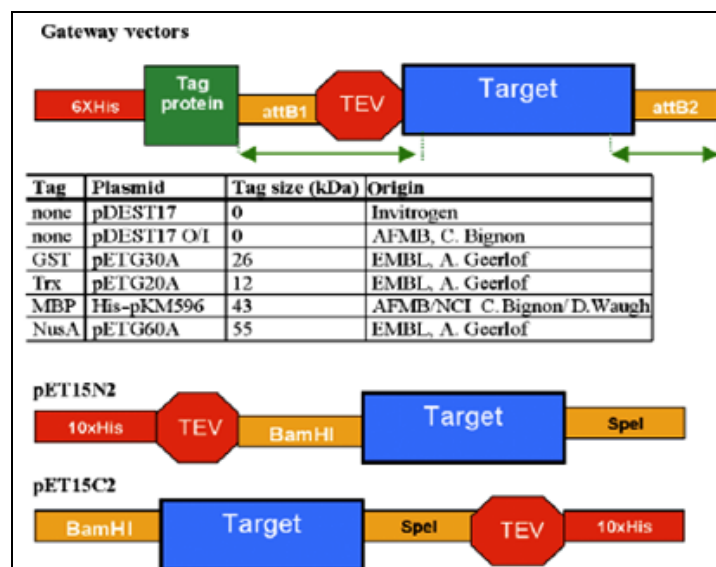 Gateway vectors
6XHis Tag protein attB1 TEV Target attB2
Tag Plasmid Tag size (kDa) Origin
none pDEST17 0 Invitrogen
none pDEST17 O/I 0 AFMB, C. Bignon
GST pETG30A 26 EMBL, A. Geerlof
Trx pETG20A 12 EMBL, A. Geerlof
MBP His-pKM596 43 AFMB/NCI C.Bignon/ D.Waugh
NusA pETG60A 55 EMBL, A. Geerlof
pET15N2
10xHis TEV BamHI Target SpeI
pET15C2
BamHI Target SpeI TEV 10xHis